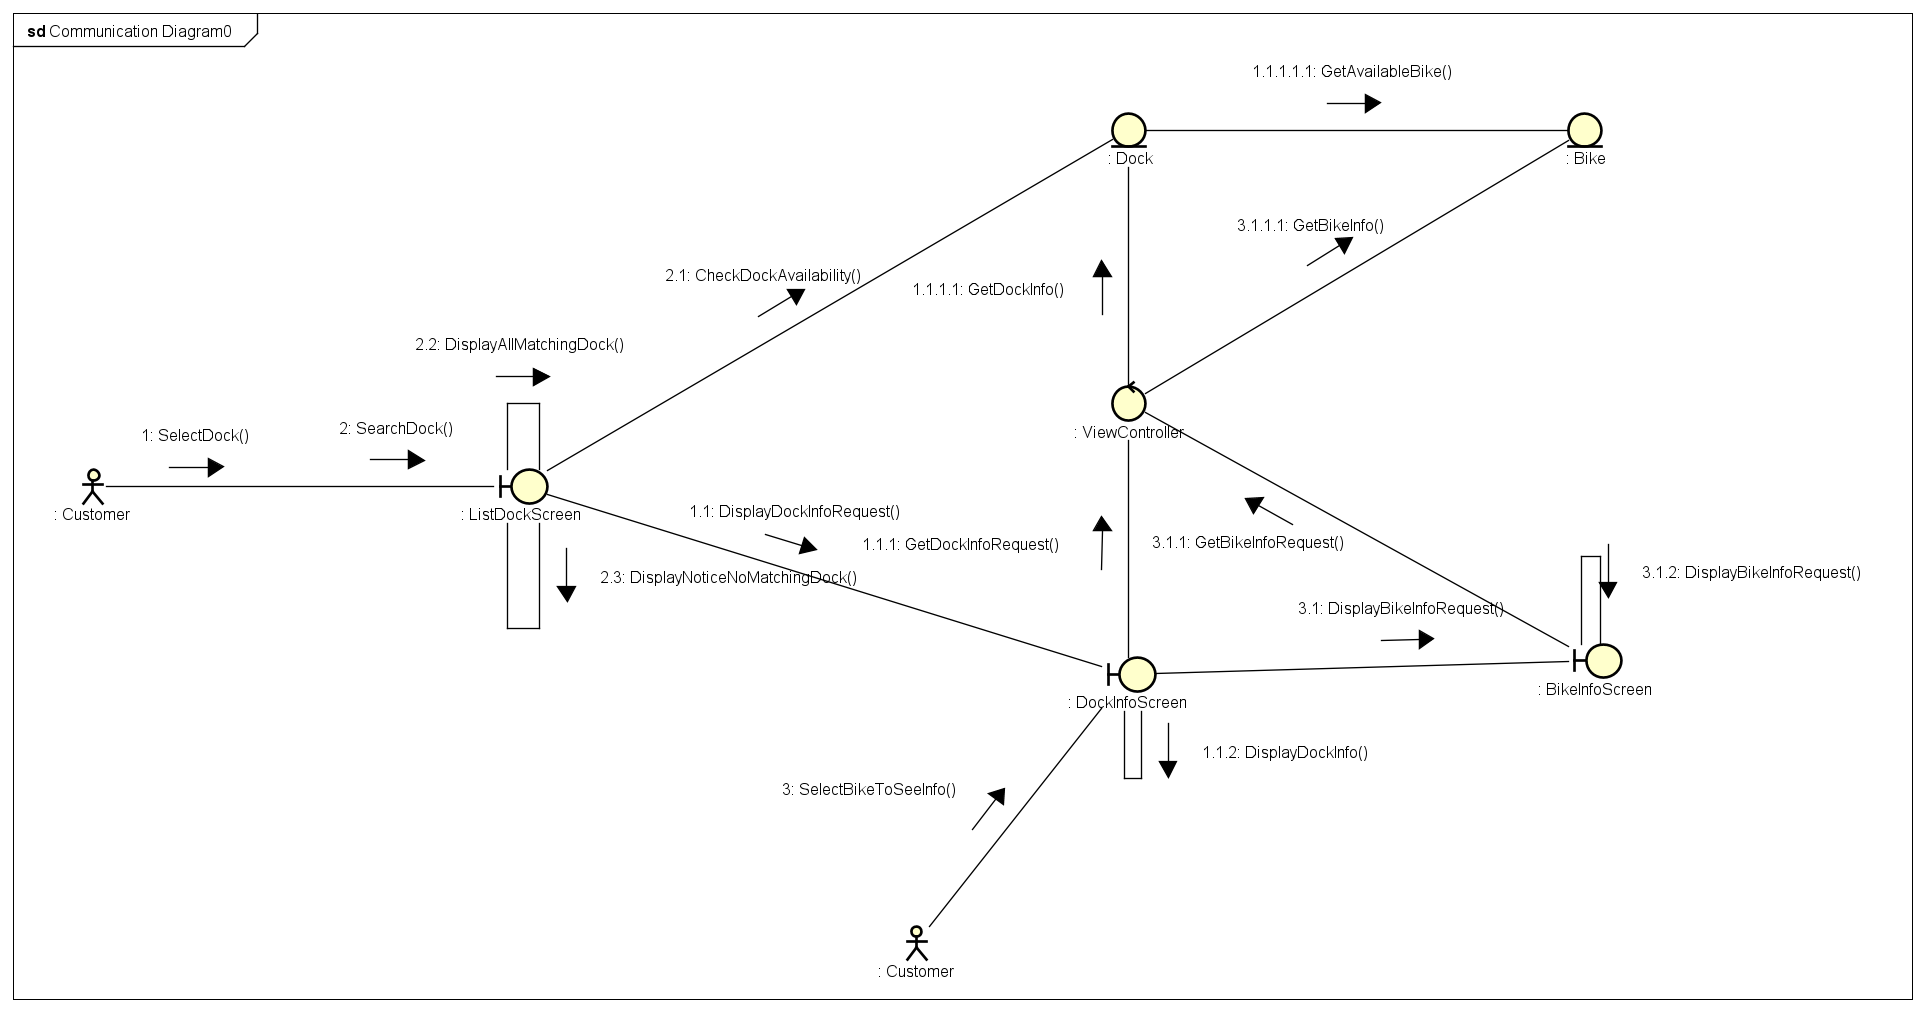 sd Communication Diagram0
1.1.1.1.1: GetAvailableBike()
: Dock
: Bike
3.1.1.1: GetBikeInfo()
2.1: CheckDockAvailability()
1.1.1.1: GetDockInfo()
2.2: DisplayAllMatchingDock()
1: SelectDock()
2: SearchDock()
: ViewController
: Customer
: ListDockScreen
1.1: DisplayDockInfoRequest()
1.1.1: GetDockInfoRequest()
3.1.1: GetBikeInfoRequest()
2.3: DisplayNoticeNoMatchingDock()
3.1.2: DisplayBikeInfoRequest()
3.1: DisplayBikeInfoRequest()
: DockInfoScreen
: BikeInfoScreen
1.1.2: DisplayDockInfo()
3: SelectBikeToSeeInfo()
: Customer